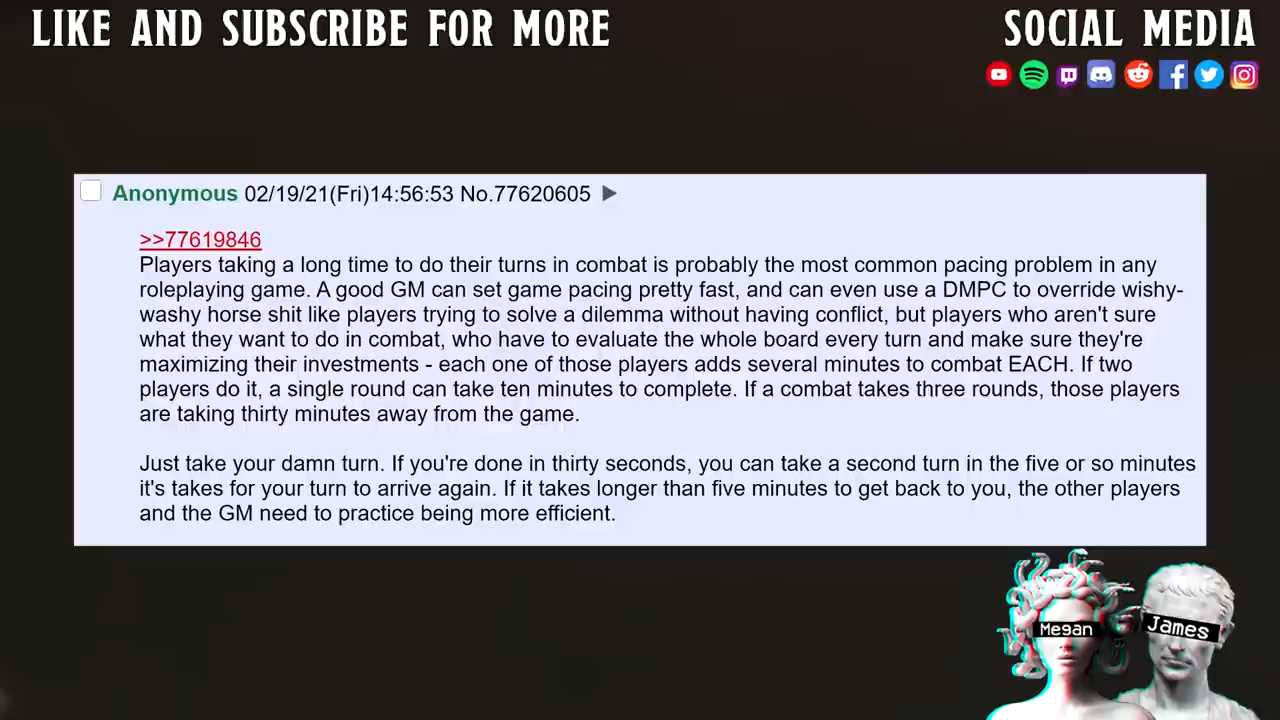 LIKE AND SUBSCRIBE FOR MORE
SOCIAL MEDIA
Anonymous 02/19/21(Fri)14:56:53 No.77620605
>>77619846
Players taking a long time to do their turns in combat is probably the most common pacing problem in any
roleplaying game. A good GM can set game pacing pretty fast, and can even use a DMPC to override wishy-
washy horse shit like players trying to solve a dilemma without having conflict, but players who aren't sure
what they want to do in combat, who have to evaluate the whole board every turn and make sure they're
maximizing their investments - each one of those players adds several minutes to combat EACH. If two
players do it, a single round can take ten minutes to complete. If a combat takes three rounds, those players
are taking thirty minutes away from the game.
Just take your damn turn. If you're done in thirty seconds, you can take a second turn in the five or so minutes
it's takes for your turn to arrive again. If it takes longer than five minutes to get back to you, the other players
and the GM need to practice being more efficient.
Megan
James